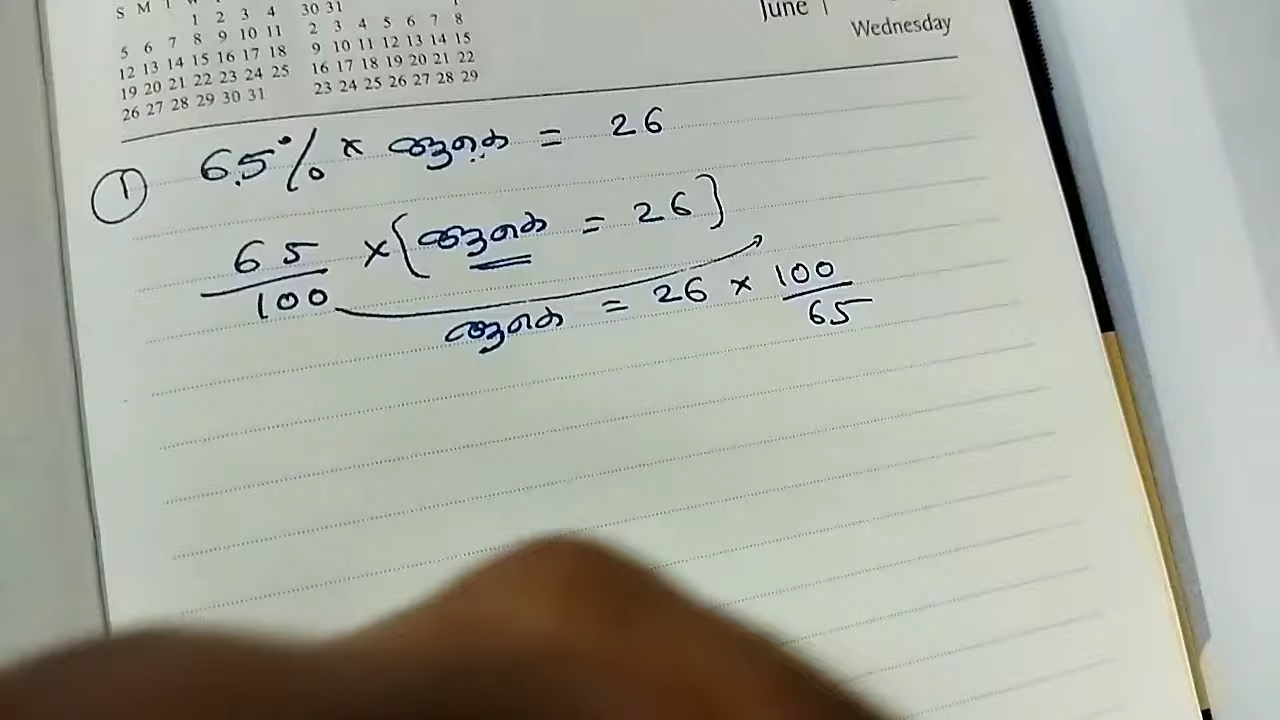 S M T W
1 2 3 4
5 6 7 8 9 10 11
12 13 14 15 16 17 18
19 20 21 22 23 24 25
26 27 28 29 30 31
30 31 1
2 3 4 5 6 7 8
9 10 11 12 13 14 15
16 17 18 19 20 21 22
23 24 25 26 27 28 29
June 1
Wednesday
① 65% × തുക = 26
65/100 × {തുക = 26}
തുക = 26 × 100/65